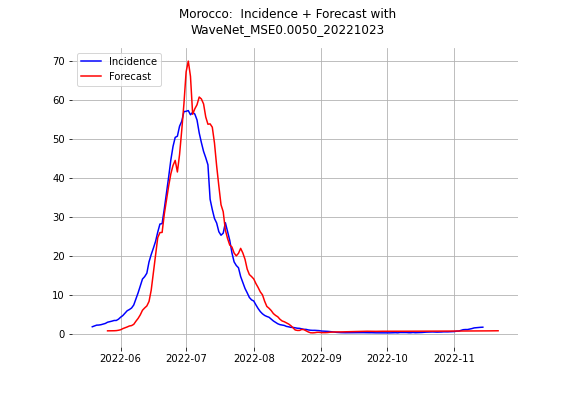 Morocco:  Incidence + Forecast with
WaveNet_MSE0.0050_20221023
Incidence
Forecast
70
60
50
40
30
20
10
0
2022-06 2022-07 2022-08 2022-09 2022-10 2022-11